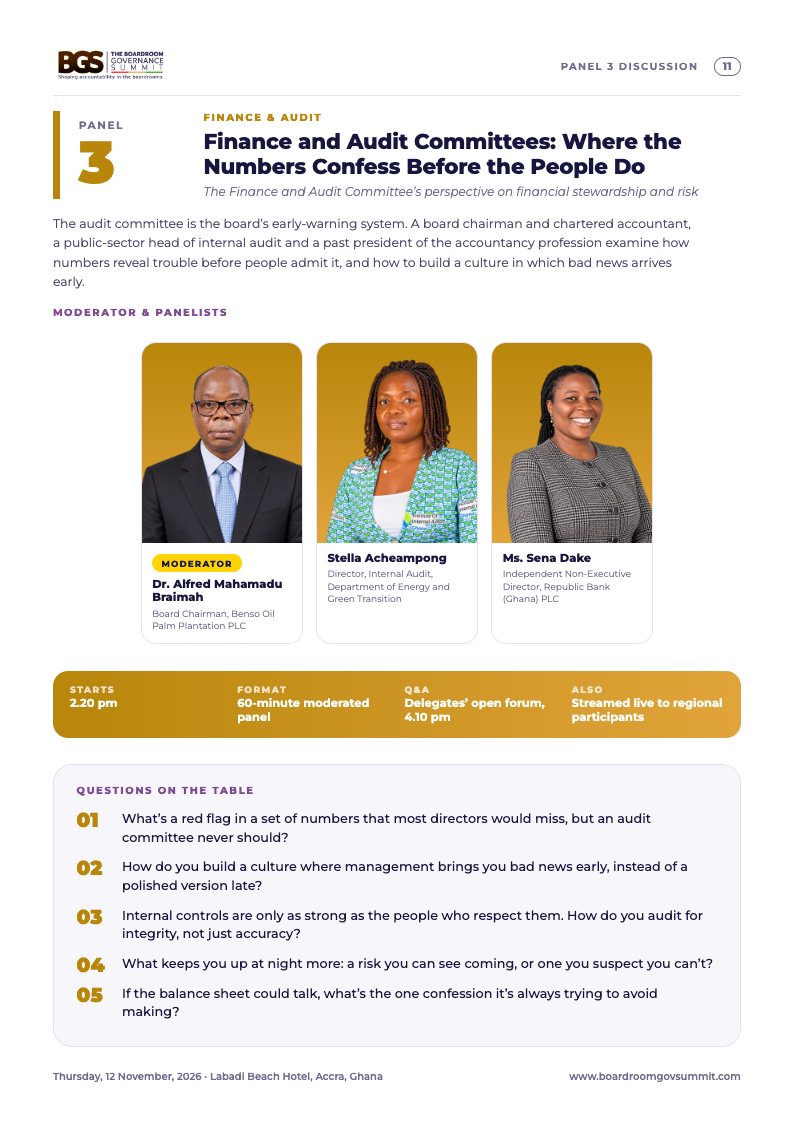 BGS
THE BOARDROOM
GOVERNANCE
SUMMIT
Shaping accountability in the boardrooms
PANEL 3 DISCUSSION
11
PANEL
3
FINANCE & AUDIT
Finance and Audit Committees: Where the
Numbers Confess Before the People Do
The Finance and Audit Committee’s perspective on financial stewardship and risk
The audit committee is the board’s early-warning system. A board chairman and chartered accountant,
a public-sector head of internal audit and a past president of the accountancy profession examine how
numbers reveal trouble before people admit it, and how to build a culture in which bad news arrives
early.
MODERATOR & PANELISTS
MODERATOR
Dr. Alfred Mahamadu
Braimah
Board Chairman, Benso Oil
Palm Plantation PLC
Stella Acheampong
Director, Internal Audit,
Department of Energy and
Green Transition
Ms. Sena Dake
Independent Non-Executive
Director, Republic Bank
(Ghana) PLC
STARTS
2.20 pm
FORMAT
60-minute moderated
panel
Q&A
Delegates’ open forum,
4.10 pm
ALSO
Streamed live to regional
participants
QUESTIONS ON THE TABLE
01 What’s a red flag in a set of numbers that most directors would miss, but an audit
committee never should?
02 How do you build a culture where management brings you bad news early, instead of a
polished version late?
03 Internal controls are only as strong as the people who respect them. How do you audit for
integrity, not just accuracy?
04 What keeps you up at night more: a risk you can see coming, or one you suspect you can’t?
05 If the balance sheet could talk, what’s the one confession it’s always trying to avoid
making?
Thursday, 12 November, 2026 · Labadi Beach Hotel, Accra, Ghana
www.boardroomgovsummit.com